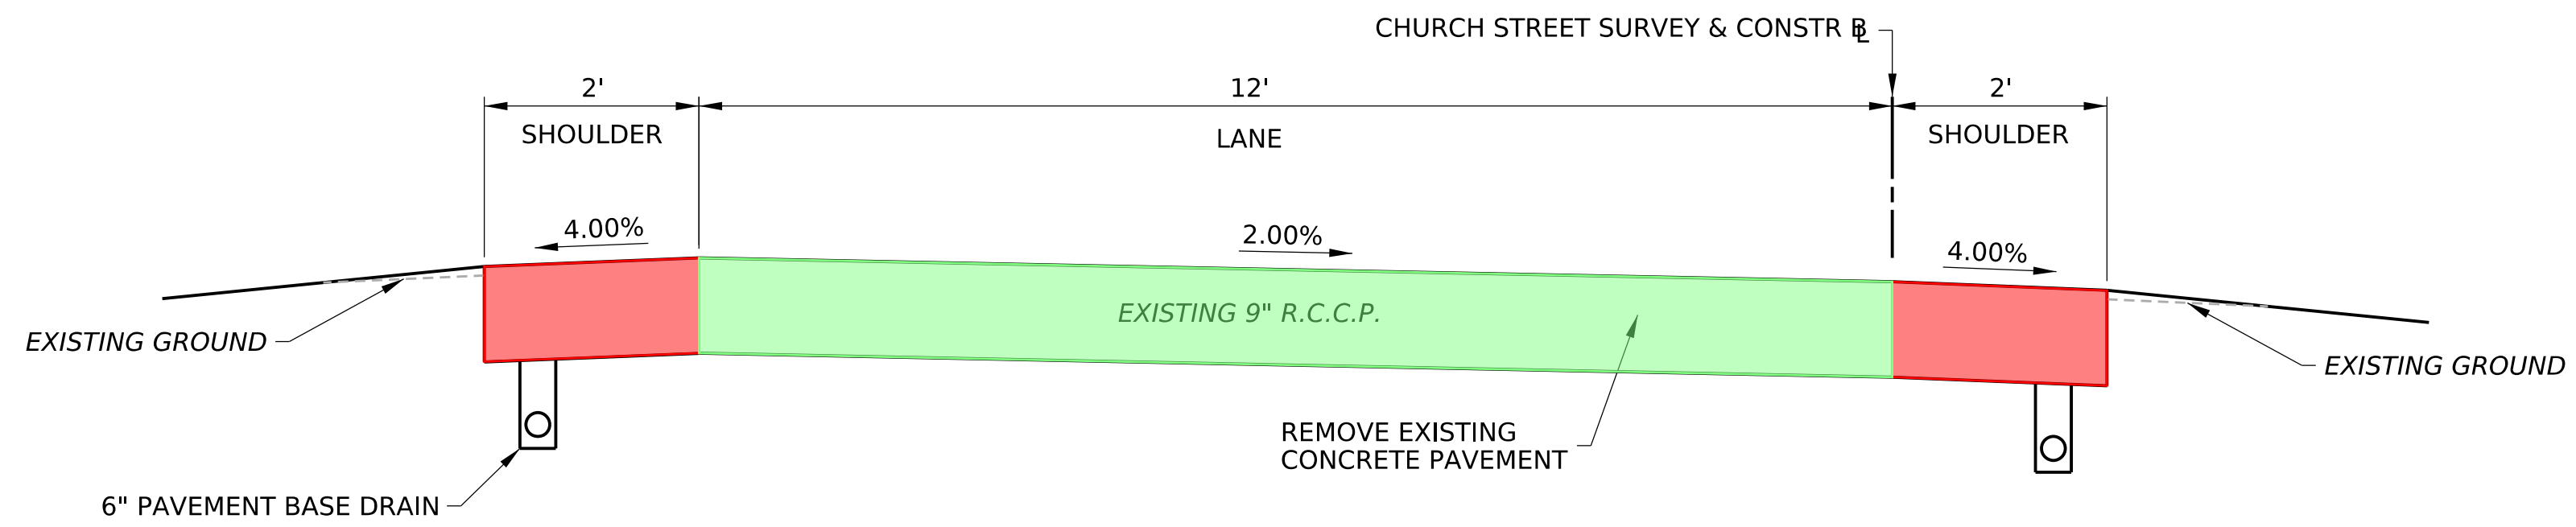 CHURCH STREET SURVEY & CONSTR BL
2' 12' 2'
SHOULDER LANE SHOULDER
4.00% 2.00% 4.00%
EXISTING 9" R.C.C.P.
EXISTING GROUND
EXISTING GROUND
REMOVE EXISTING
CONCRETE PAVEMENT
6" PAVEMENT BASE DRAIN